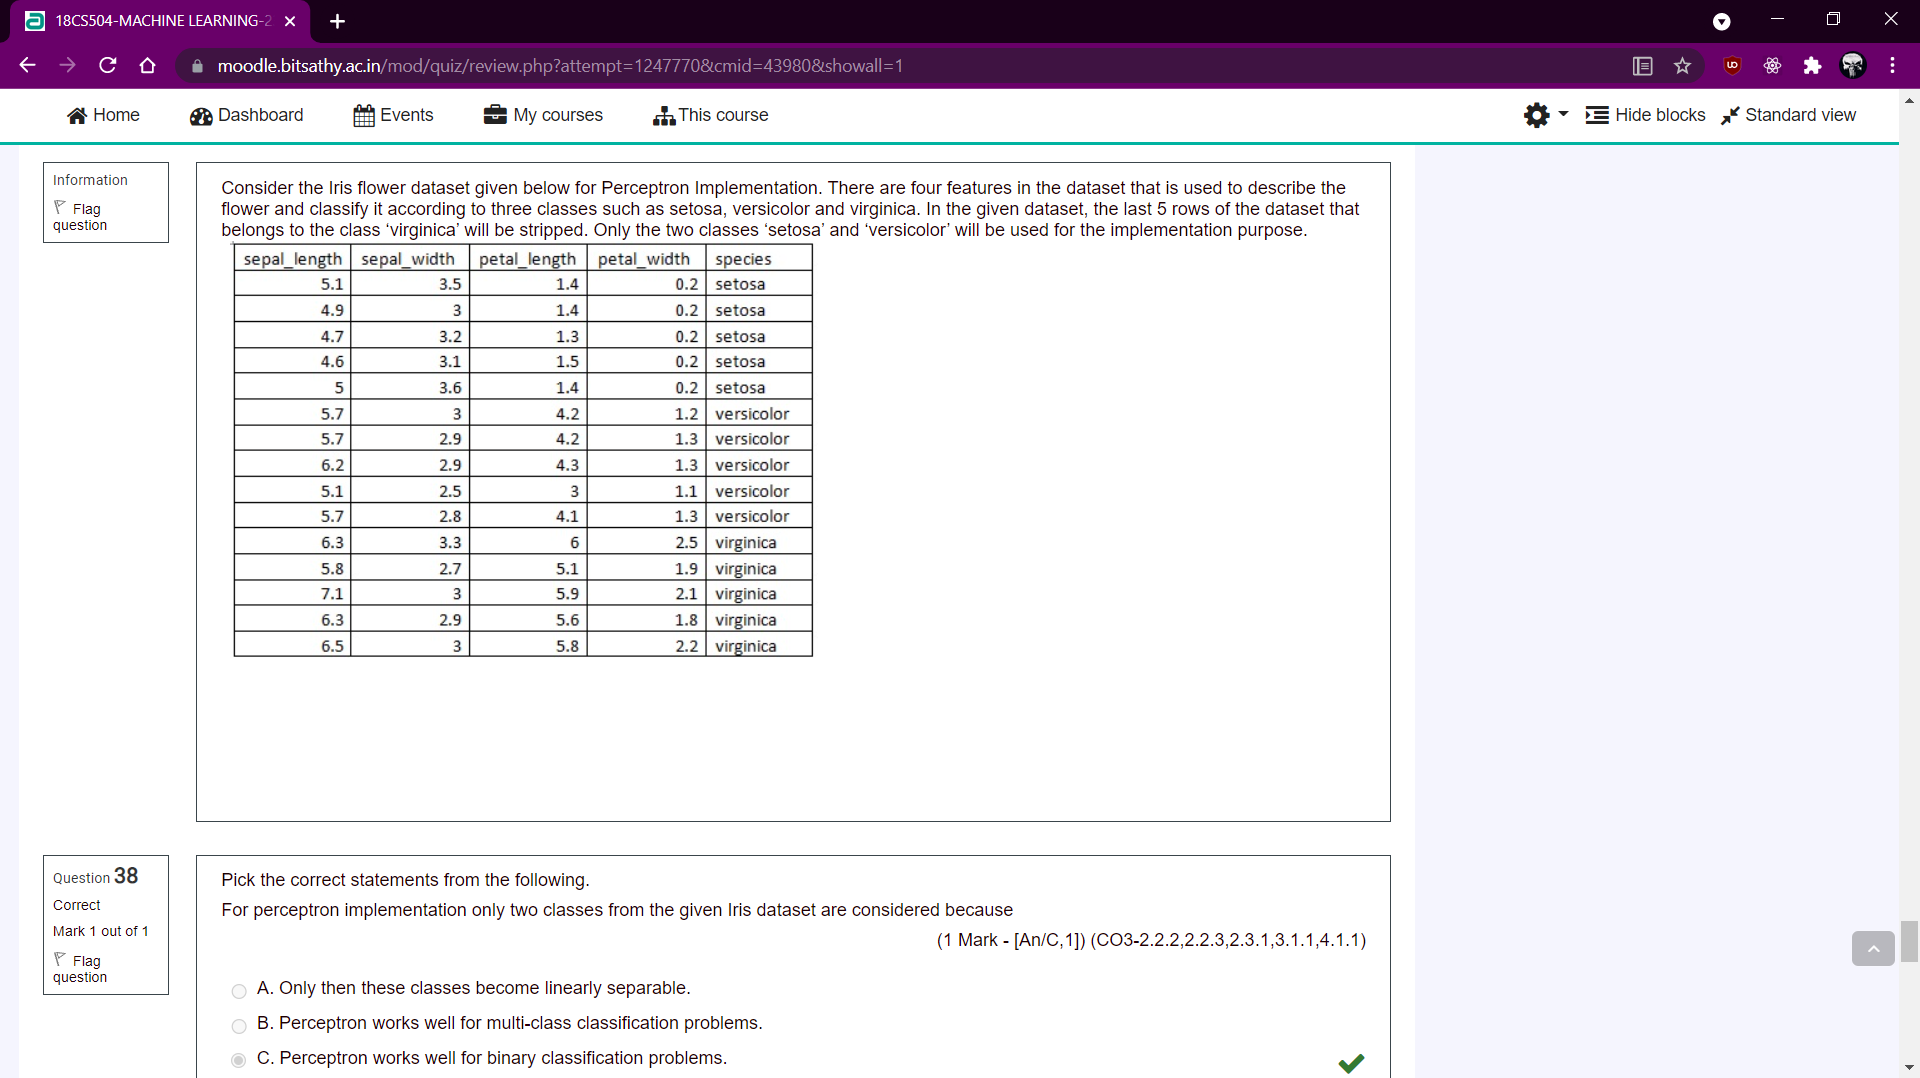 18CS504-MACHINE LEARNING-2
moodle.bitsathy.ac.in/mod/quiz/review.php?attempt=1247770&cmid=43980&showall=1
Home Dashboard Events My courses This course Hide blocks Standard view
Information
Flag
question
Consider the Iris flower dataset given below for Perceptron Implementation. There are four features in the dataset that is used to describe the
flower and classify it according to three classes such as setosa, versicolor and virginica. In the given dataset, the last 5 rows of the dataset that
belongs to the class ‘virginica’ will be stripped. Only the two classes ‘setosa’ and ‘versicolor’ will be used for the implementation purpose.
sepal_length sepal_width petal_length petal_width species
5.1 3.5 1.4 0.2 setosa
4.9 3 1.4 0.2 setosa
4.7 3.2 1.3 0.2 setosa
4.6 3.1 1.5 0.2 setosa
5 3.6 1.4 0.2 setosa
5.7 3 4.2 1.2 versicolor
5.7 2.9 4.2 1.3 versicolor
6.2 2.9 4.3 1.3 versicolor
5.1 2.5 3 1.1 versicolor
5.7 2.8 4.1 1.3 versicolor
6.3 3.3 6 2.5 virginica
5.8 2.7 5.1 1.9 virginica
7.1 3 5.9 2.1 virginica
6.3 2.9 5.6 1.8 virginica
6.5 3 5.8 2.2 virginica
Question 38
Correct
Mark 1 out of 1
Flag
question
Pick the correct statements from the following.
For perceptron implementation only two classes from the given Iris dataset are considered because
(1 Mark - [An/C,1]) (CO3-2.2.2,2.2.3,2.3.1,3.1.1,4.1.1)
A. Only then these classes become linearly separable.
B. Perceptron works well for multi-class classification problems.
C. Perceptron works well for binary classification problems.